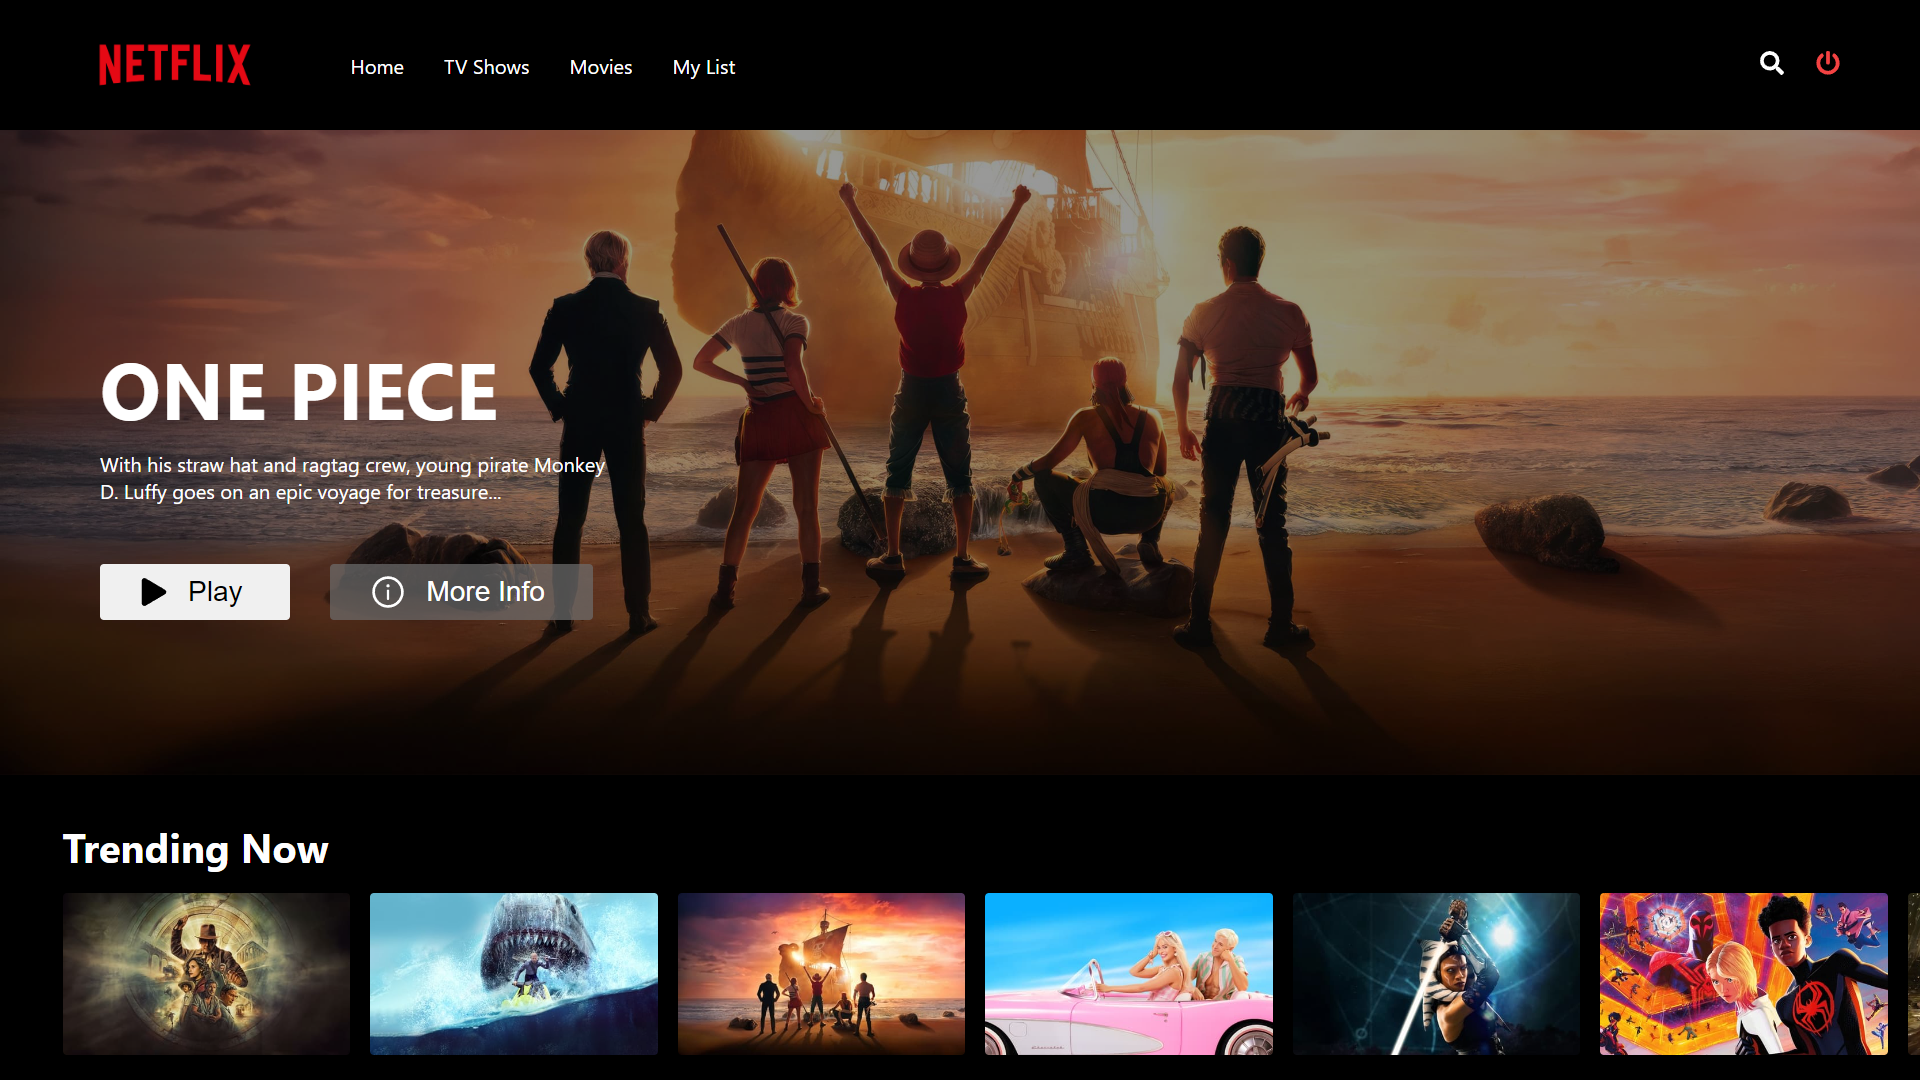 NETFLIX
Home
TV Shows
Movies
My List
ONE PIECE
With his straw hat and ragtag crew, young pirate Monkey
D. Luffy goes on an epic voyage for treasure...
Play
More Info
Trending Now